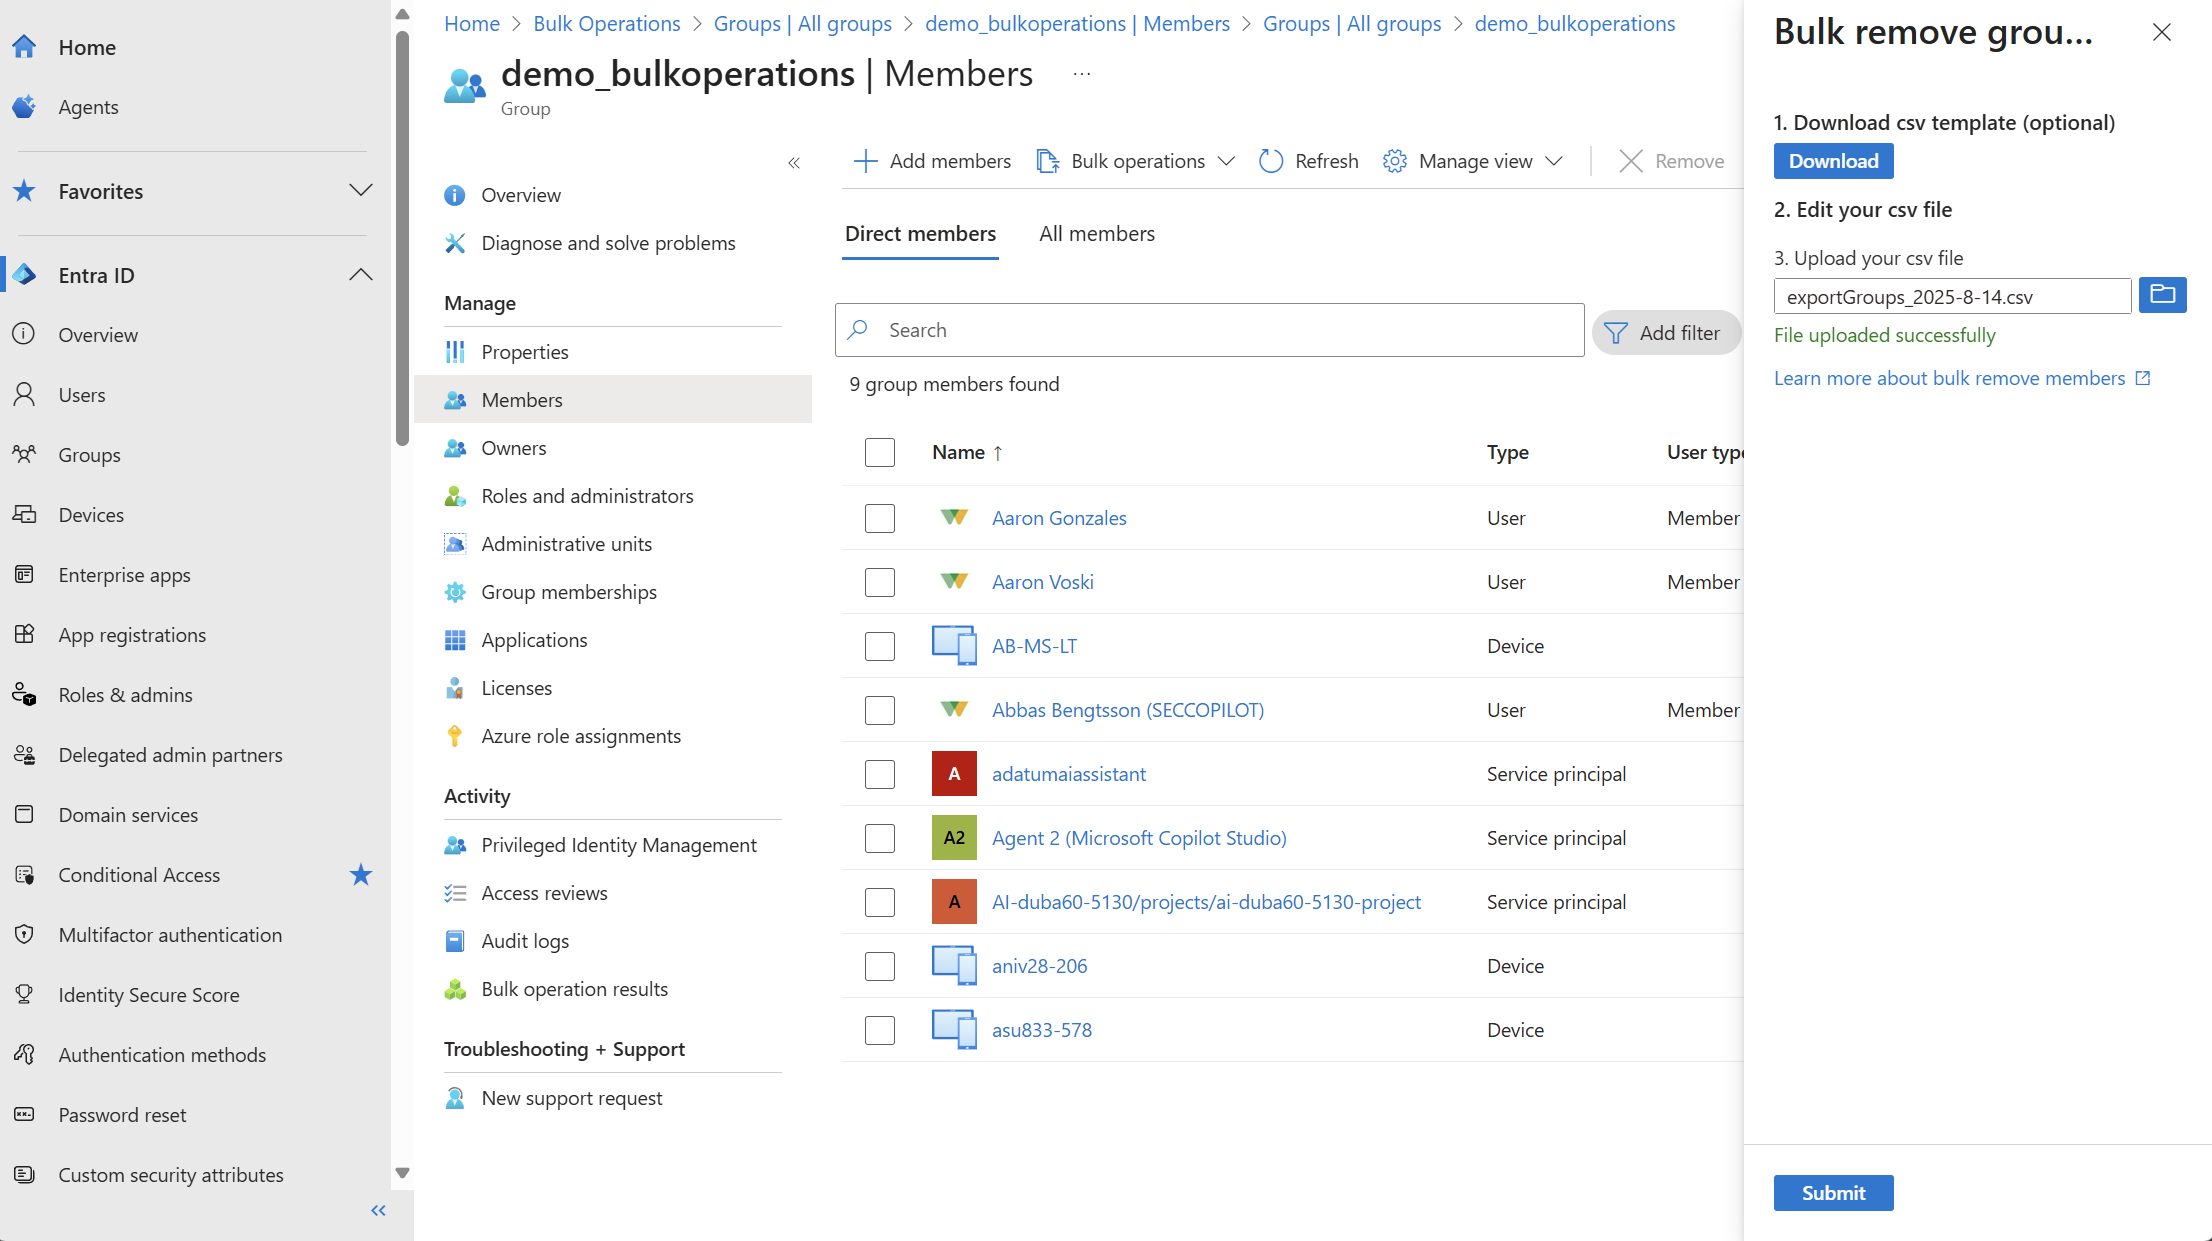 Home
Agents
Favorites
Entra ID
Overview
Users
Groups
Devices
Enterprise apps
App registrations
Roles & admins
Delegated admin partners
Domain services
Conditional Access
Multifactor authentication
Identity Secure Score
Authentication methods
Password reset
Custom security attributes
Home > Bulk Operations > Groups | All groups > demo_bulkoperations | Members > Groups | All groups > demo_bulkoperations
demo_bulkoperations | Members ...
Group
Overview
Diagnose and solve problems
Manage
Properties
Members
Owners
Roles and administrators
Administrative units
Group memberships
Applications
Licenses
Azure role assignments
Activity
Privileged Identity Management
Access reviews
Audit logs
Bulk operation results
Troubleshooting + Support
New support request
Add members Bulk operations Refresh Manage view Remove
Direct members All members
Search Add filter
9 group members found
Name ↑ Type User type
Aaron Gonzales User Member
Aaron Voski User Member
AB-MS-LT Device
Abbas Bengtsson (SECCOPILOT) User Member
A adatumaiassistant Service principal
A2 Agent 2 (Microsoft Copilot Studio) Service principal
A AI-duba60-5130/projects/ai-duba60-5130-project Service principal
aniv28-206 Device
asu833-578 Device
Bulk remove grou...
1. Download csv template (optional)
Download
2. Edit your csv file
3. Upload your csv file
exportGroups_2025-8-14.csv
File uploaded successfully
Learn more about bulk remove members
Submit